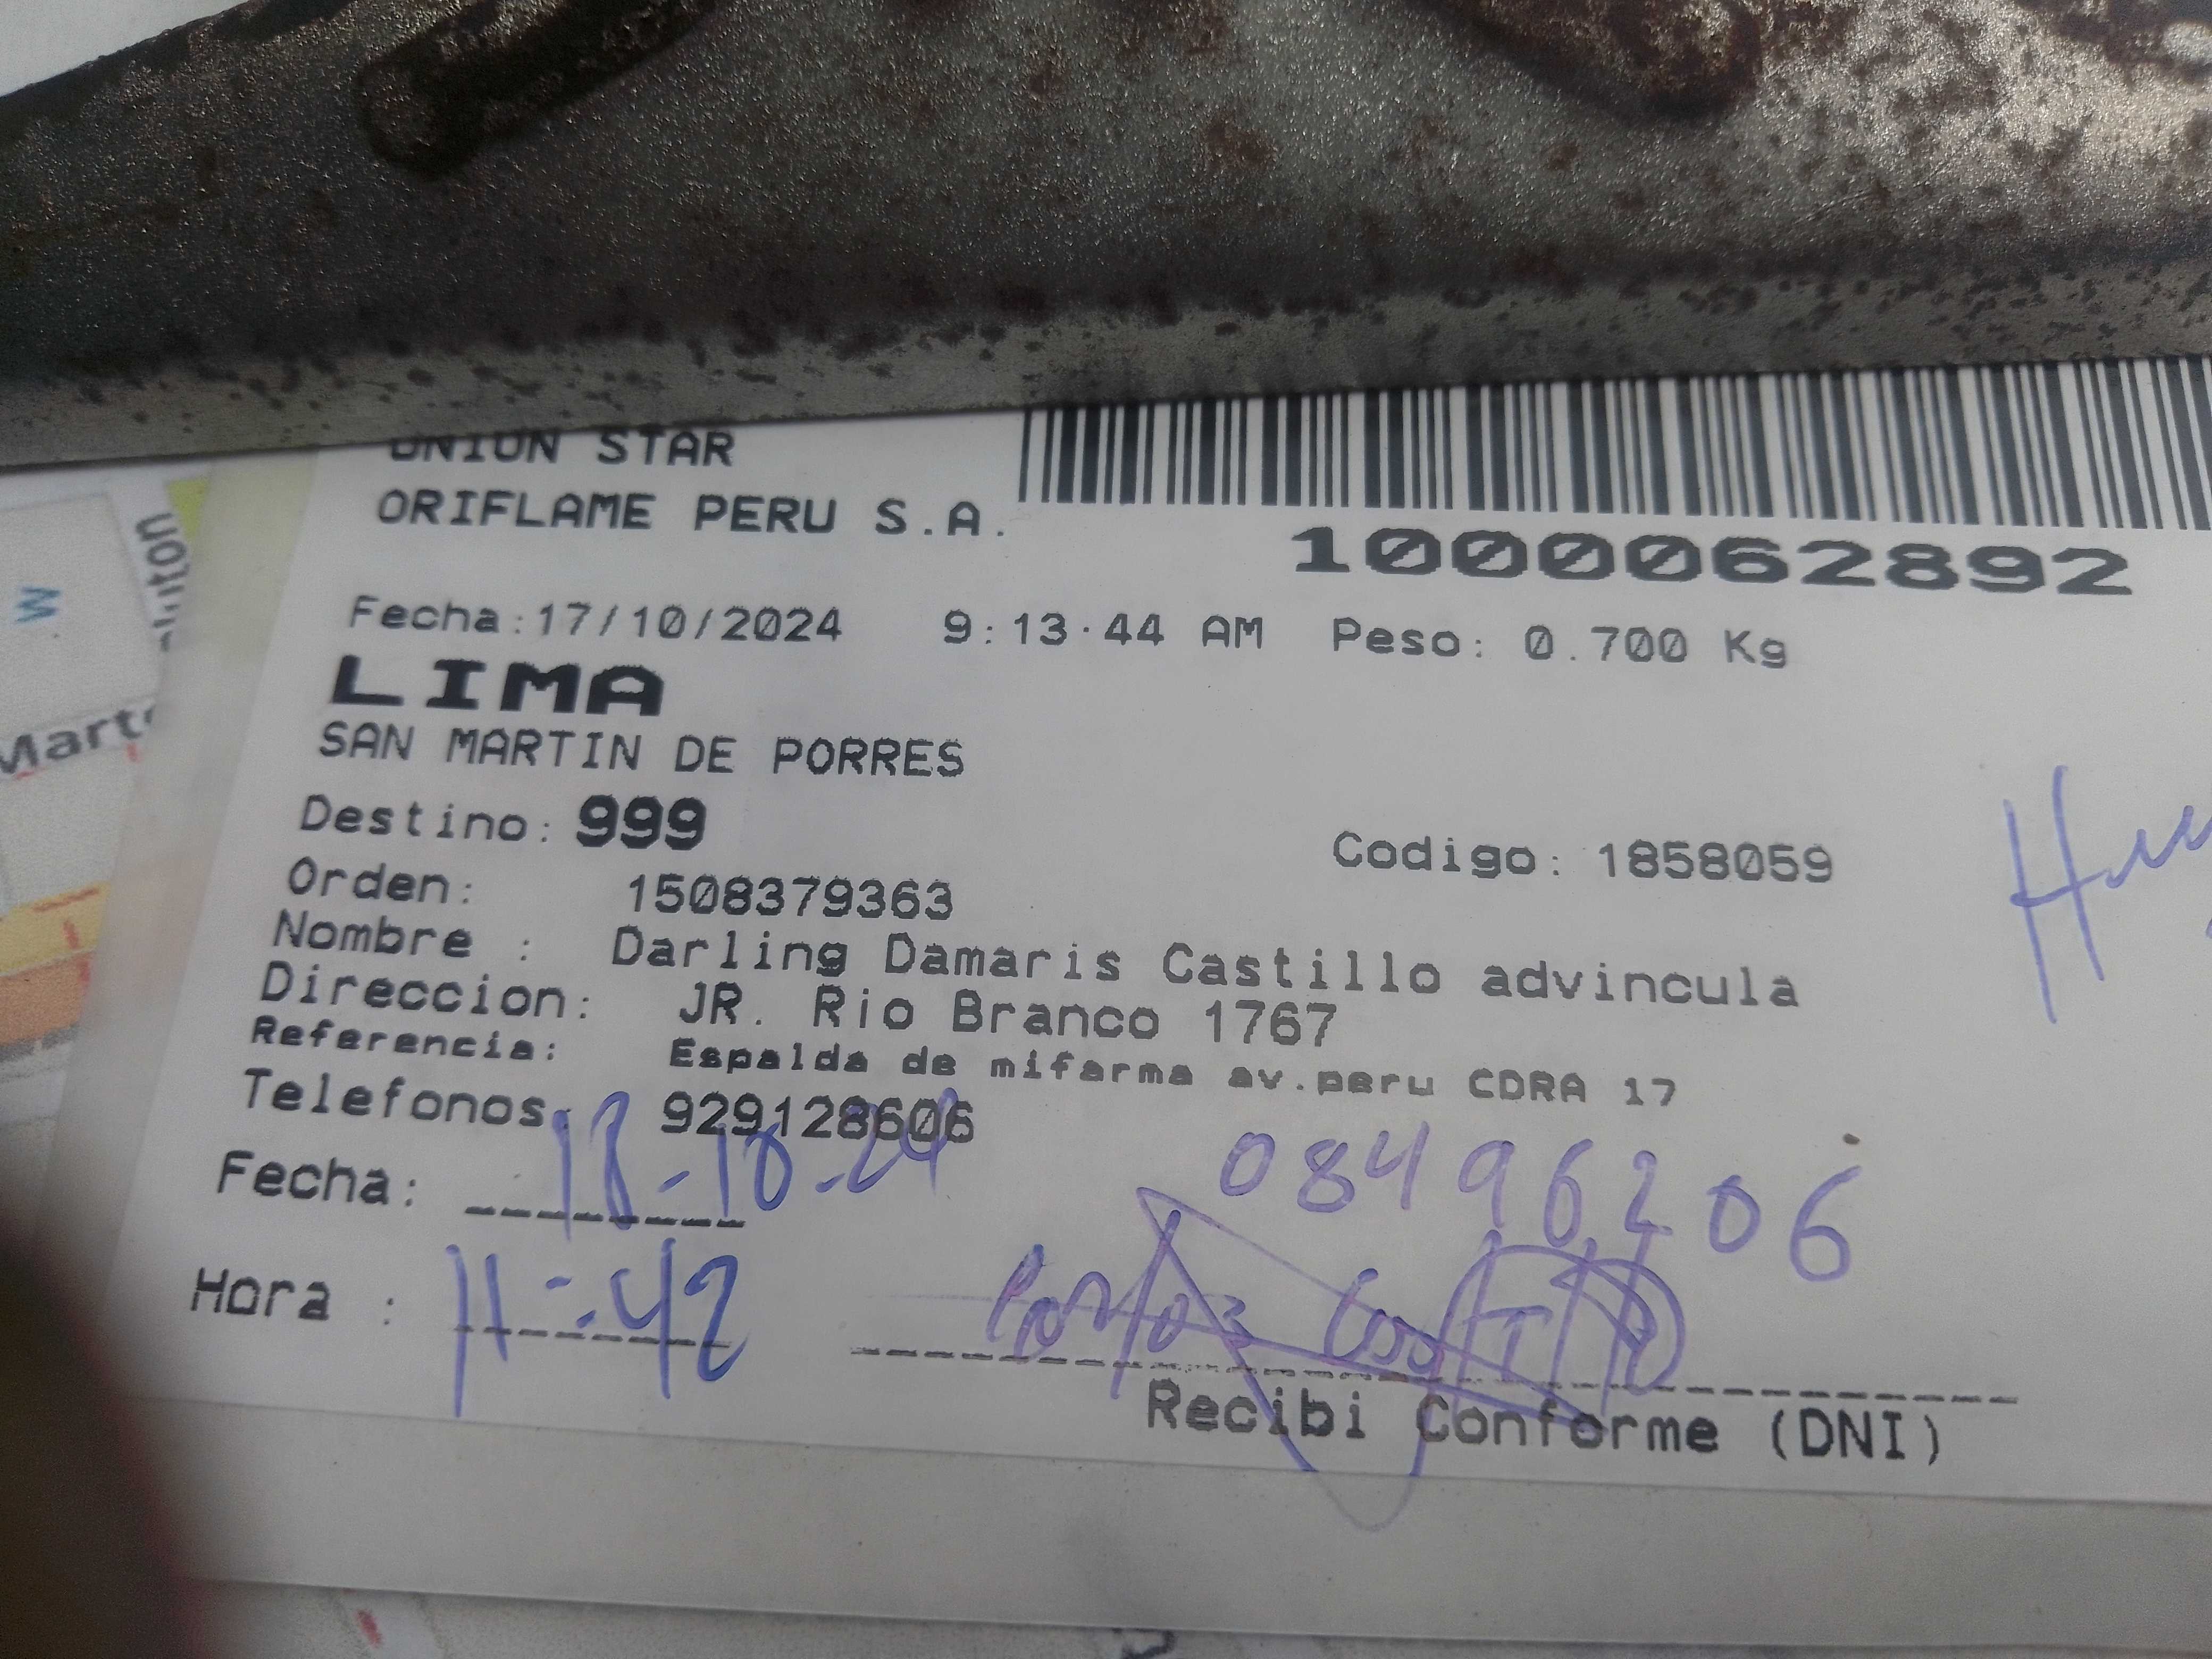 UNION STAR
ORIFLAME PERU S.A.
1000062892
Fecha:17/10/2024 9:13:44 AM Peso: 0.700 Kg
LIMA
SAN MARTIN DE PORRES
Destino: 999
Codigo: 1858059
Orden: 1508379363
Nombre : Darling Damaris Castillo advincula
Direccion: JR. Rio Branco 1767
Referencia: Espalda de mifarma av.peru CDRA 17
Telefonos: 929128606
Fecha: 18-10-24
08496206
Hora : 11:42
Carlos Castillo
Recibi Conforme (DNI)